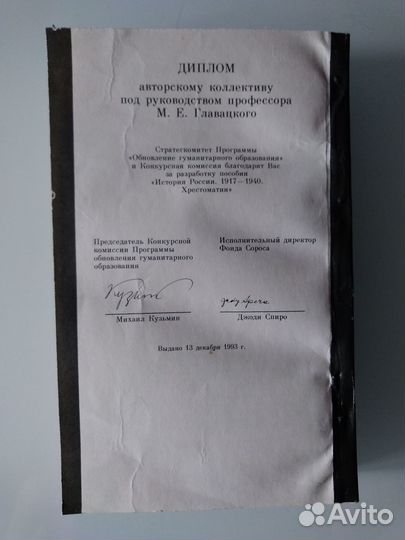 ДИПЛОМ
авторскому коллективу
под руководством профессора
М. Е. Главацкого
Стратегкомитет Программы
«Обновление гуманитарного образования»
и Конкурсная комиссия благодарят Вас
за разработку пособия
«История России. 1917—1940.
Хрестоматия»
Председатель Конкурсной
комиссии Программы
обновления гуманитарного
образования
Михаил Кузьмин
Исполнительный директор
Фонда Сороса
Джоди Спиро
Выдано 13 декабря 1993 г.
Avito